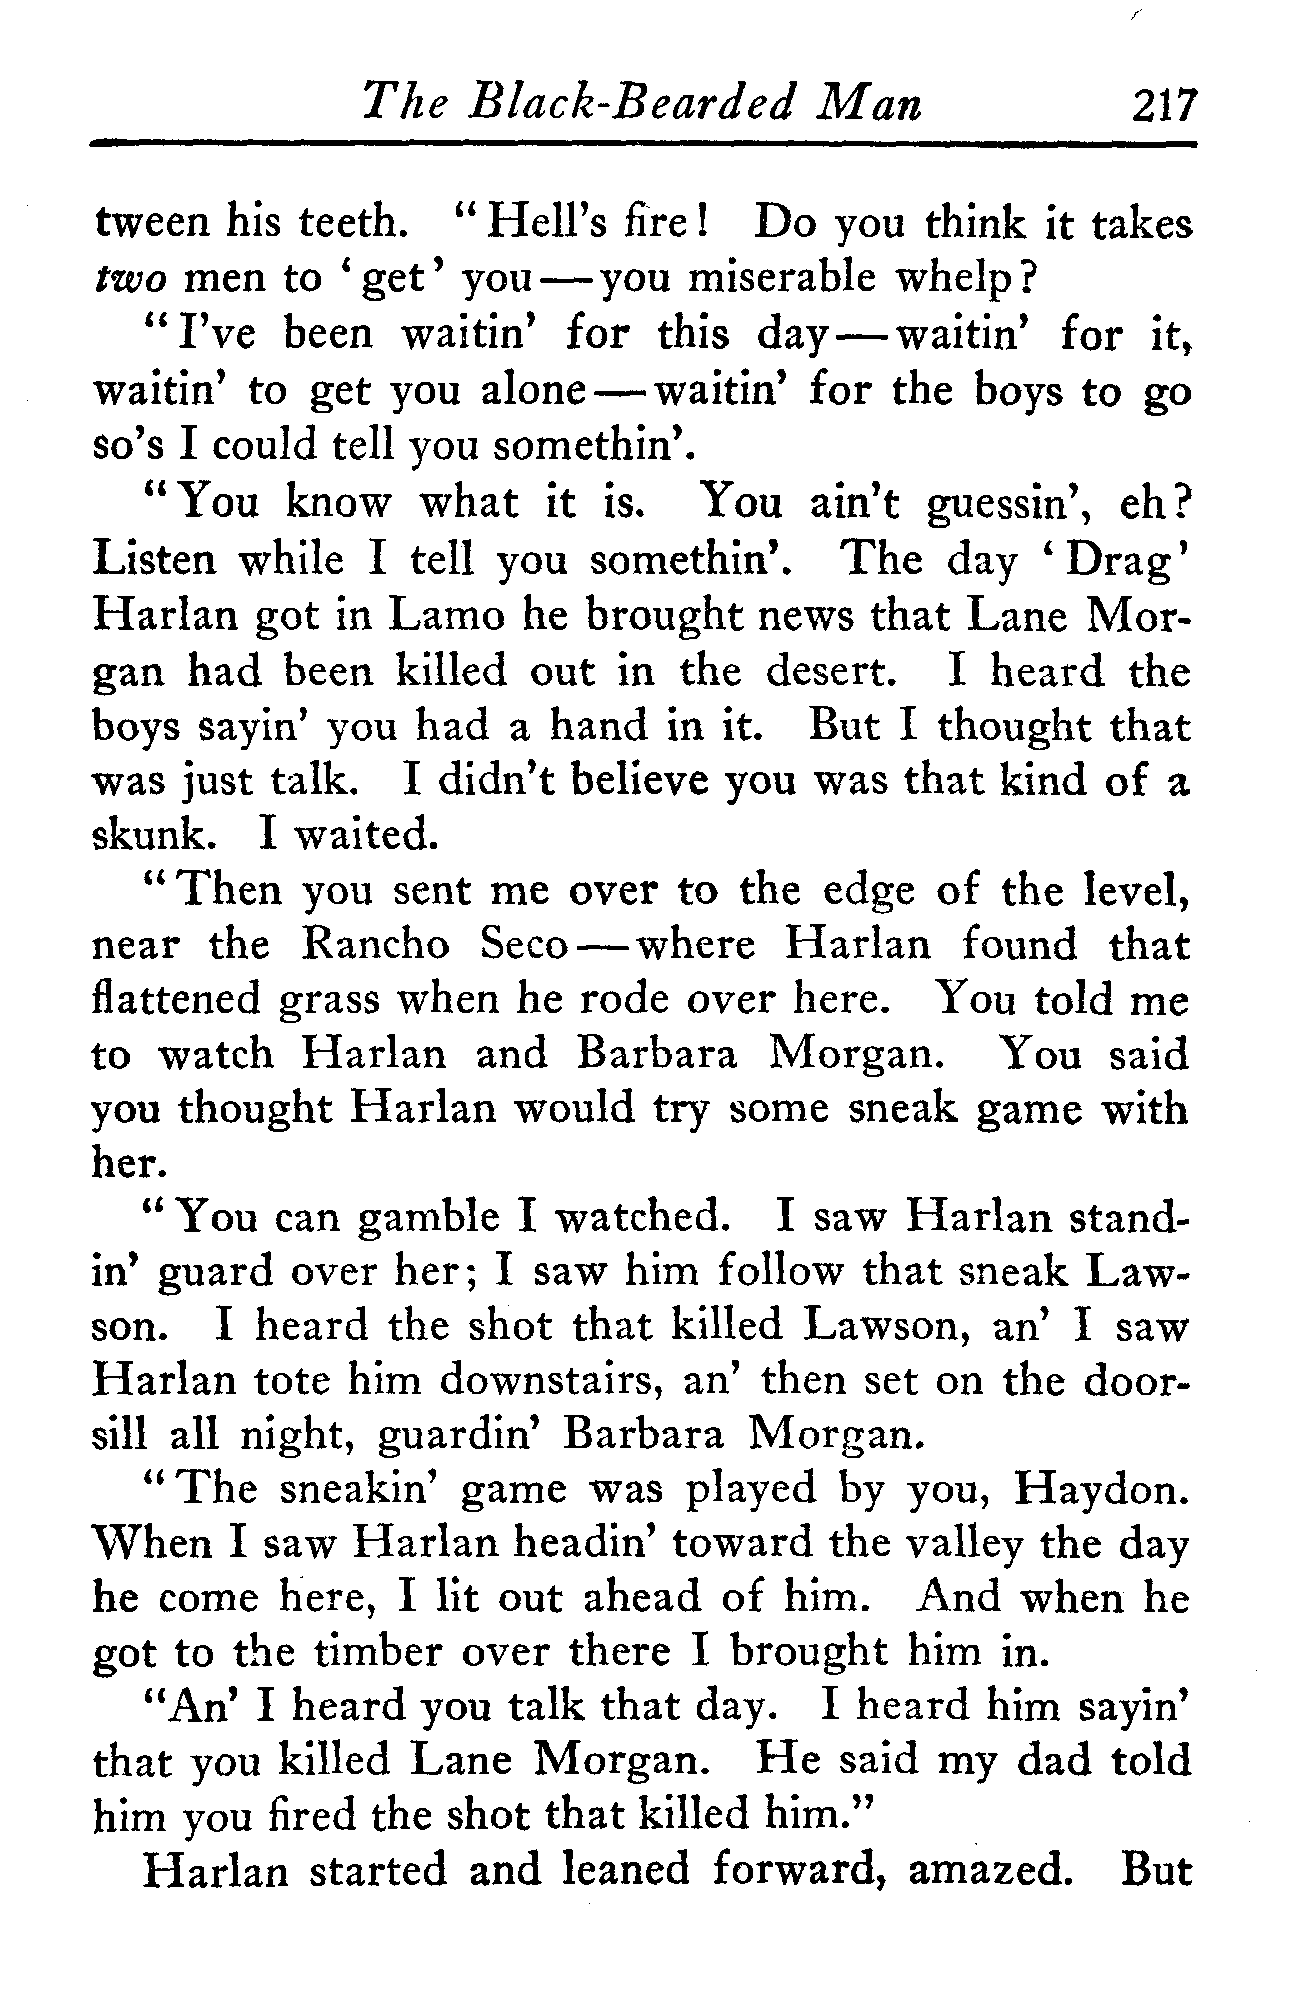 The Black-Bearded Man 217
tween his teeth. "Hell's fire! Do you think it takes
two men to 'get' you—you miserable whelp?
"I've been waitin' for this day—waitin' for it,
waitin' to get you alone—waitin' for the boys to go
so's I could tell you somethin'.
"You know what it is. You ain't guessin', eh?
Listen while I tell you somethin'. The day 'Drag'
Harlan got in Lamo he brought news that Lane Mor-
gan had been killed out in the desert. I heard the
boys sayin' you had a hand in it. But I thought that
was just talk. I didn't believe you was that kind of a
skunk. I waited.
"Then you sent me over to the edge of the level,
near the Rancho Seco—where Harlan found that
flattened grass when he rode over here. You told me
to watch Harlan and Barbara Morgan. You said
you thought Harlan would try some sneak game with
her.
"You can gamble I watched. I saw Harlan stand-
in' guard over her; I saw him follow that sneak Law-
son. I heard the shot that killed Lawson, an' I saw
Harlan tote him downstairs, an' then set on the door-
sill all night, guardin' Barbara Morgan.
"The sneakin' game was played by you, Haydon.
When I saw Harlan headin' toward the valley the day
he come here, I lit out ahead of him. And when he
got to the timber over there I brought him in.
"An' I heard you talk that day. I heard him sayin'
that you killed Lane Morgan. He said my dad told
him you fired the shot that killed him."
Harlan started and leaned forward, amazed. But